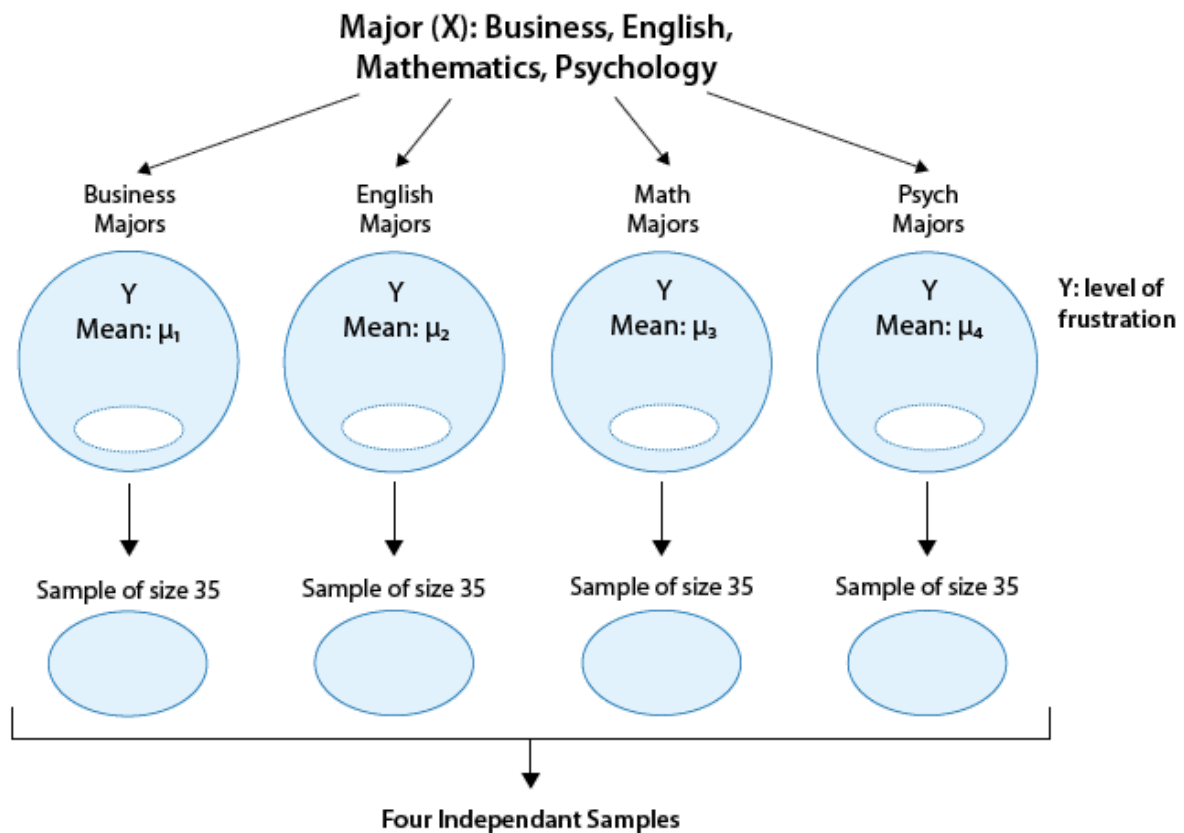 Major (X): Business, English,
Mathematics, Psychology
Business
Majors
English
Majors
Math
Majors
Psych
Majors
Y
Mean: μ₁
Y
Mean: μ₂
Y
Mean: μ₃
Y
Mean: μ₄
Y: level of
frustration
Sample of size 35
Sample of size 35
Sample of size 35
Sample of size 35
Four Independant Samples